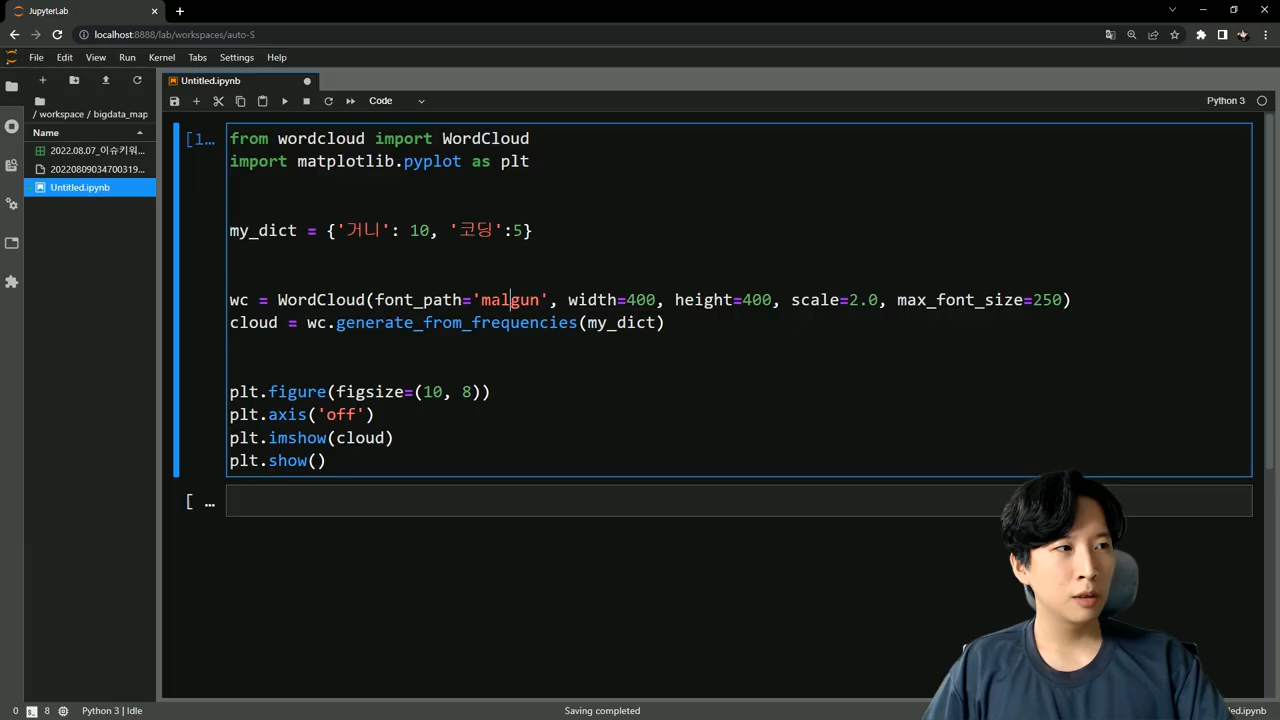 JupyterLab
localhost:8888/lab/workspaces/auto-S
File Edit View Run Kernel Tabs Settings Help
Untitled.ipynb
/ workspace / bigdata_map
Code
Python 3
Name
2022.08.07_이슈키워...
20220809034700319...
Untitled.ipynb
[1...
from wordcloud import WordCloud
import matplotlib.pyplot as plt
my_dict = {'거니': 10, '코딩':5}
wc = WordCloud(font_path='malgun', width=400, height=400, scale=2.0, max_font_size=250)
cloud = wc.generate_from_frequencies(my_dict)
plt.figure(figsize=(10, 8))
plt.axis('off')
plt.imshow(cloud)
plt.show()
[ ...
0 8 Python 3 | Idle Saving completed